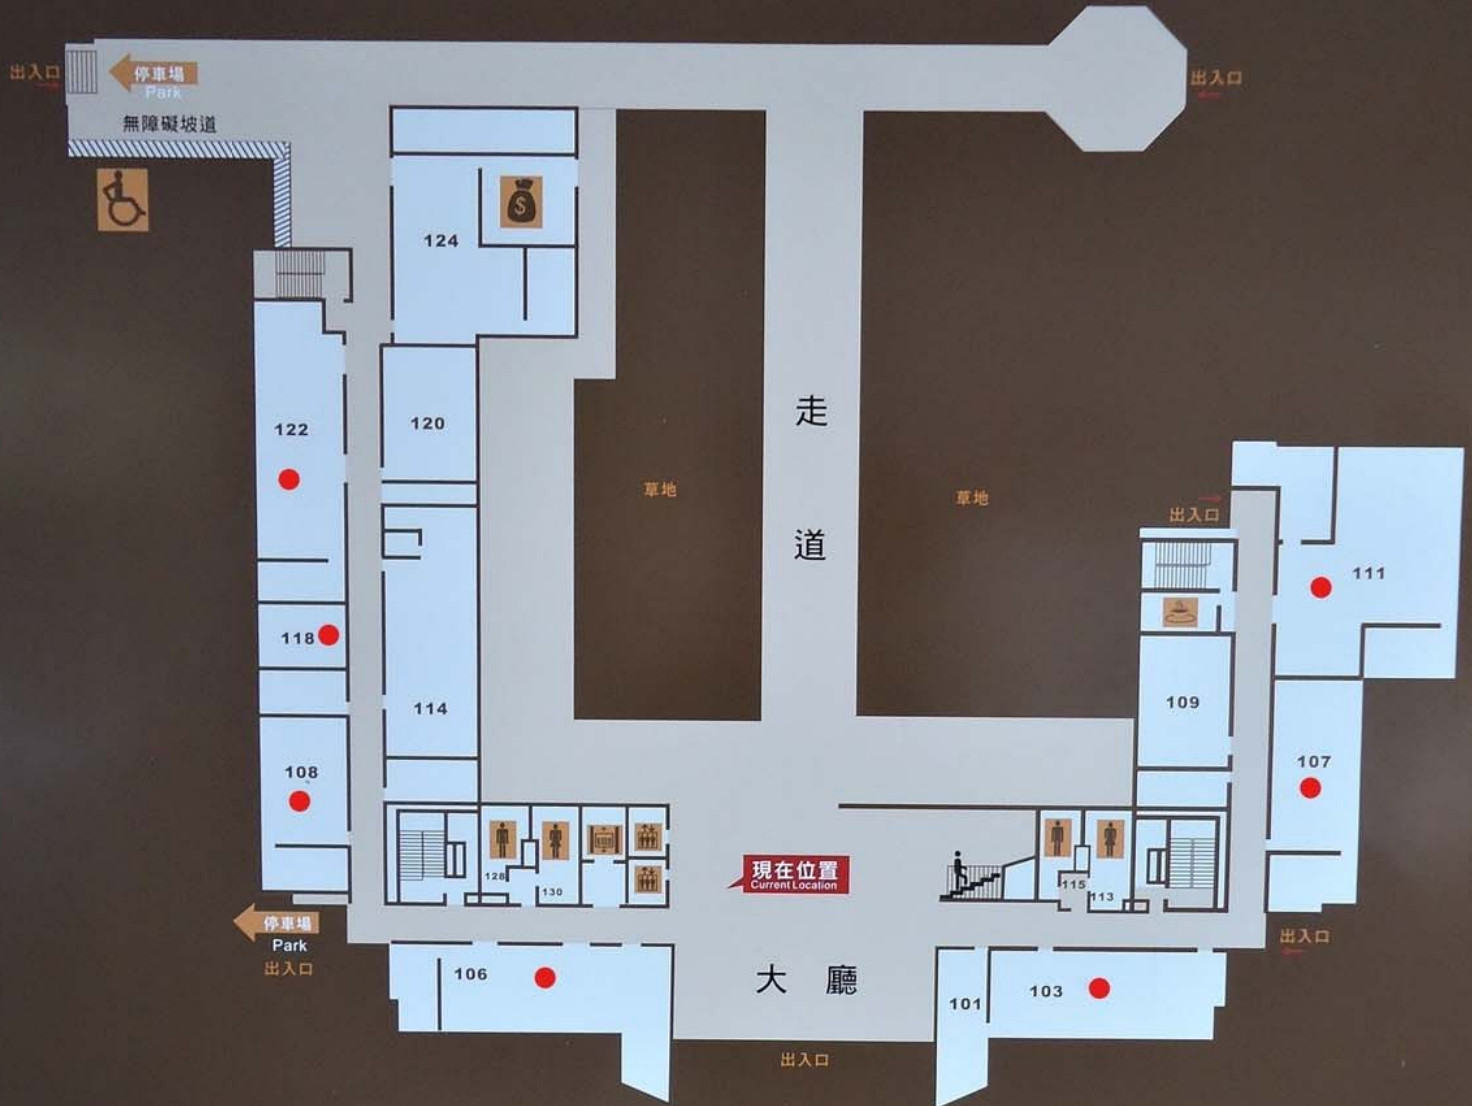 出入口
停車場
Park
無障礙坡道
出入口
$
124
122
120
走
道
草地
草地
出入口
111
118
114
109
107
108
現在位置
Current Location
128
130
115
113
停車場
Park
出入口
出入口
106
大廳
101
103
出入口